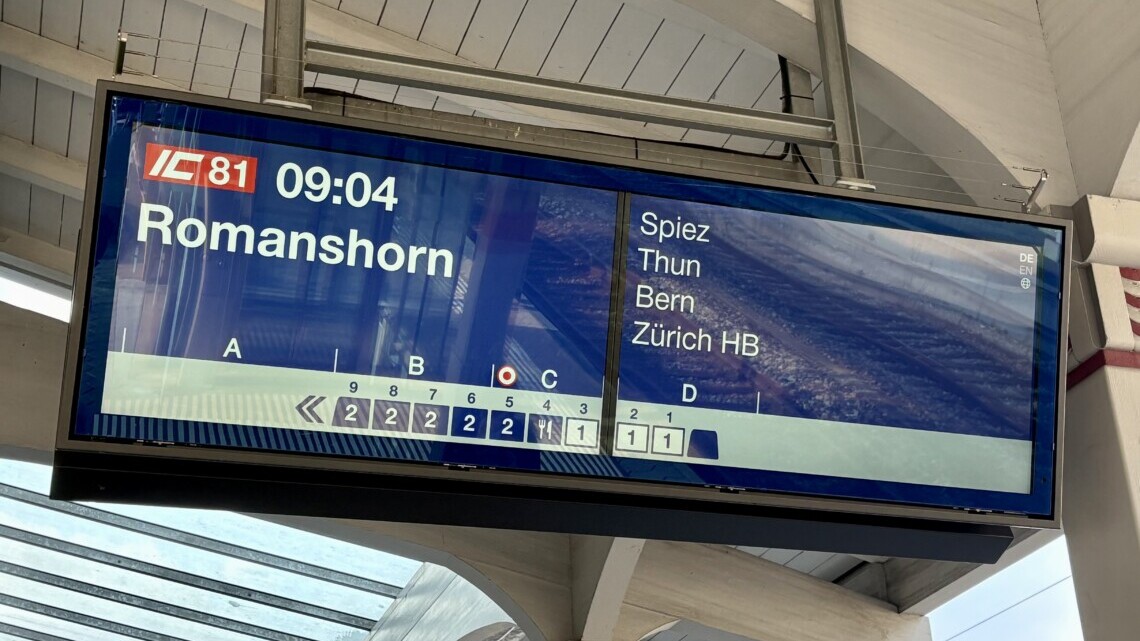 IC 81 09:04
Romanshorn
Spiez
Thun
Bern
Zürich HB
DE
EN
A B C D
9 8 7 6 5 4 3 2 1
2 2 2 2 2 1 1 1